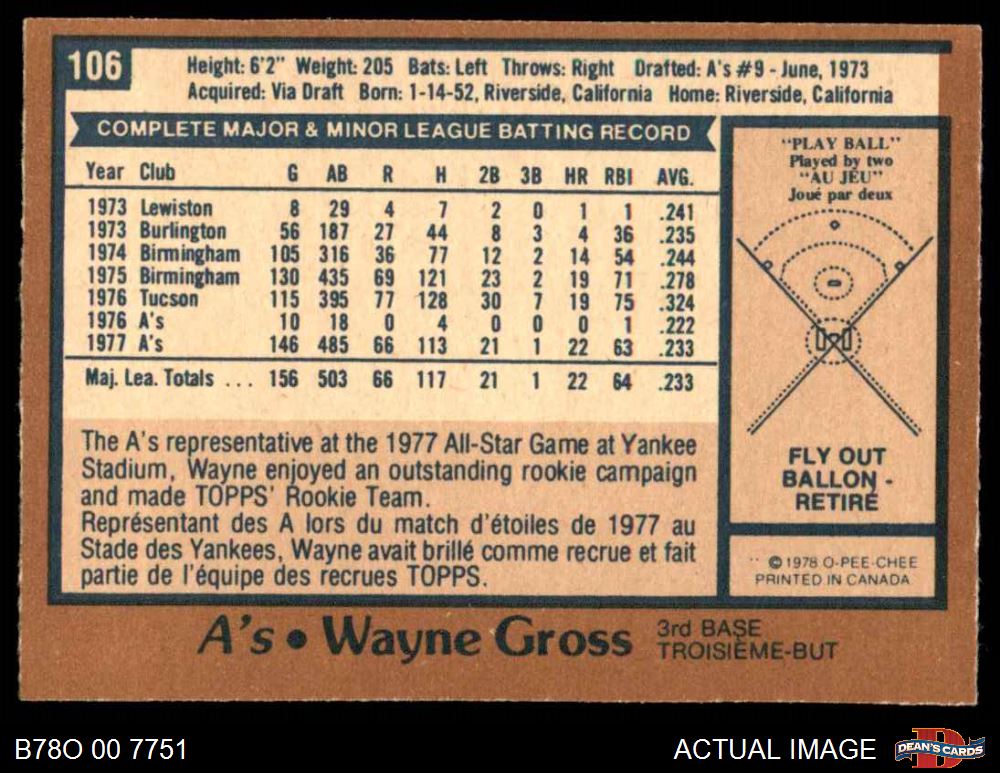 106
Height: 6'2" Weight: 205 Bats: Left Throws: Right Drafted: A's #9 - June, 1973
Acquired: Via Draft Born: 1-14-52, Riverside, California Home: Riverside, California
COMPLETE MAJOR & MINOR LEAGUE BATTING RECORD
Year Club G AB R H 2B 3B HR RBI AVG.
1973 Lewiston 8 29 4 7 2 0 1 1 .241
1973 Burlington 56 187 27 44 8 3 4 36 .235
1974 Birmingham 105 316 36 77 12 2 14 54 .244
1975 Birmingham 130 435 69 121 23 2 19 71 .278
1976 Tucson 115 395 77 128 30 7 19 75 .324
1976 A's 10 18 0 4 0 0 0 1 .222
1977 A's 146 485 66 113 21 1 22 63 .233
Maj. Lea. Totals ... 156 503 66 117 21 1 22 64 .233
The A's representative at the 1977 All-Star Game at Yankee
Stadium, Wayne enjoyed an outstanding rookie campaign
and made TOPPS' Rookie Team.
Représentant des A lors du match d'étoiles de 1977 au
Stade des Yankees, Wayne avait brillé comme recrue et fait
partie de l'équipe des recrues TOPPS.
"PLAY BALL"
Played by two
"AU JEU"
Joué par deux
FLY OUT
BALLON -
RETIRÉ
© 1978 O-PEE-CHEE
PRINTED IN CANADA
A's • Wayne Gross
3rd BASE
TROISIÈME-BUT
B78O 00 7751
ACTUAL IMAGE
DEAN'S CARDS